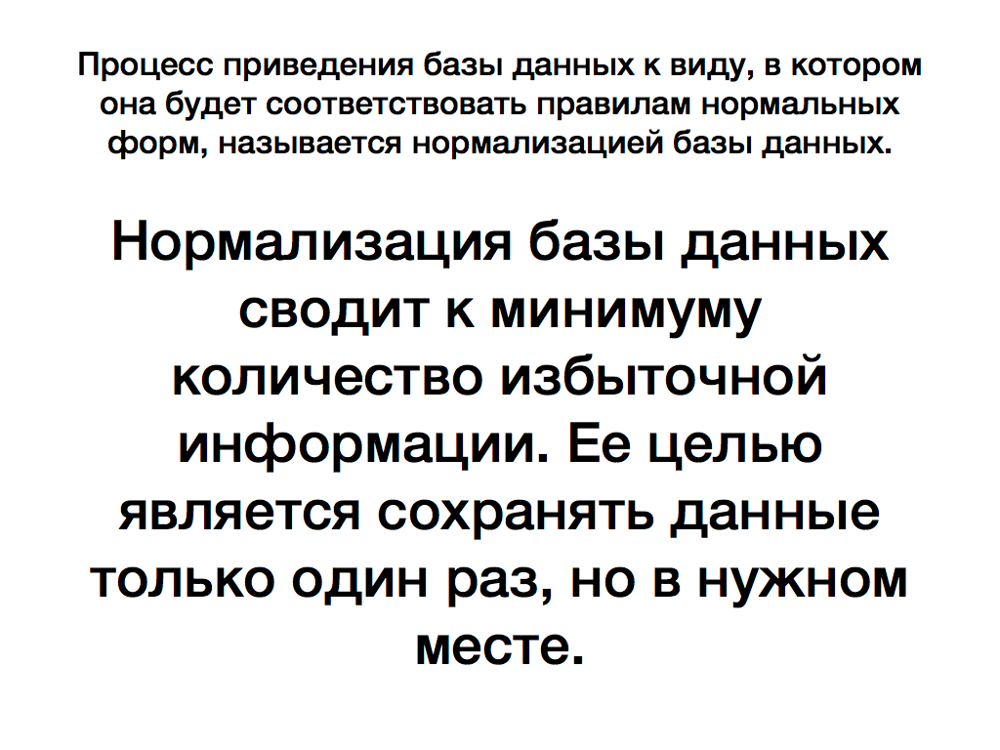 Процесс приведения базы данных к виду, в котором
она будет соответствовать правилам нормальных
форм, называется нормализацией базы данных.
Нормализация базы данных
сводит к минимуму
количество избыточной
информации. Ее целью
является сохранять данные
только один раз, но в нужном
месте.